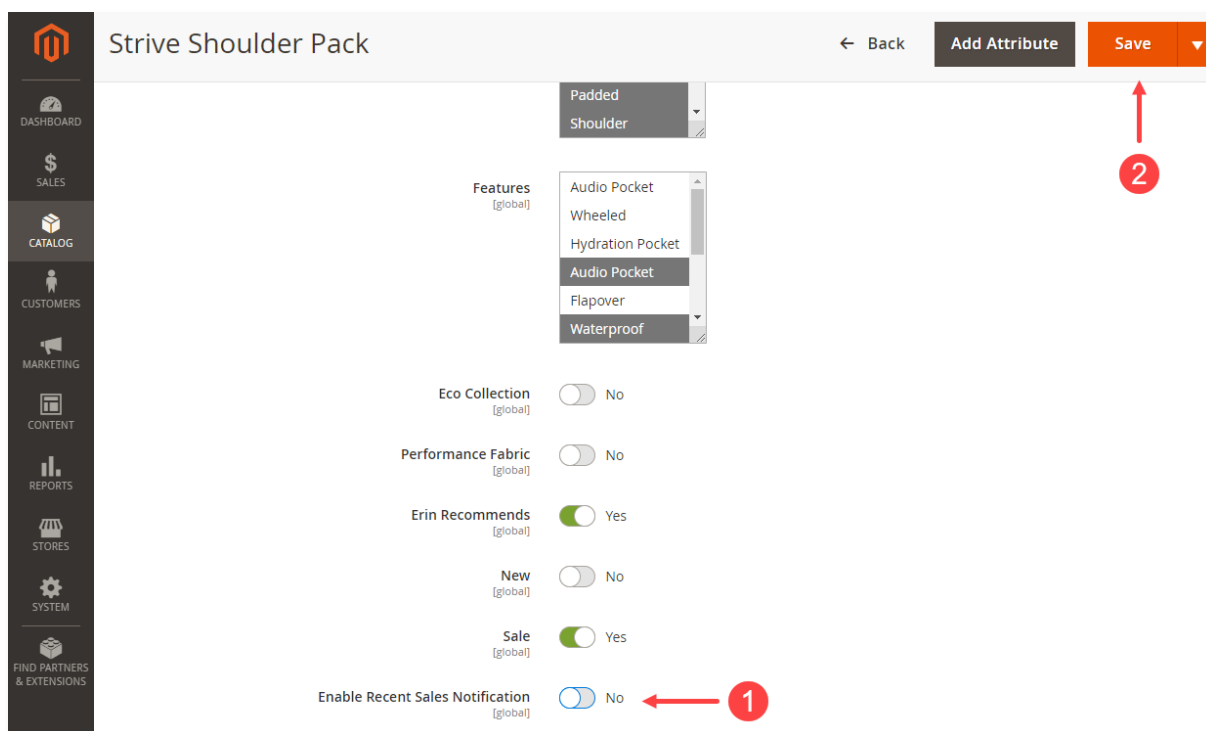 Strive Shoulder Pack
← Back
Add Attribute
Save
DASHBOARD
SALES
CATALOG
CUSTOMERS
MARKETING
CONTENT
REPORTS
STORES
SYSTEM
FIND PARTNERS
& EXTENSIONS
Padded
Shoulder
Features
[global]
Audio Pocket
Wheeled
Hydration Pocket
Audio Pocket
Flapover
Waterproof
Eco Collection
[global]
No
Performance Fabric
[global]
No
Erin Recommends
[global]
Yes
New
[global]
No
Sale
[global]
Yes
Enable Recent Sales Notification
[global]
No
1
2